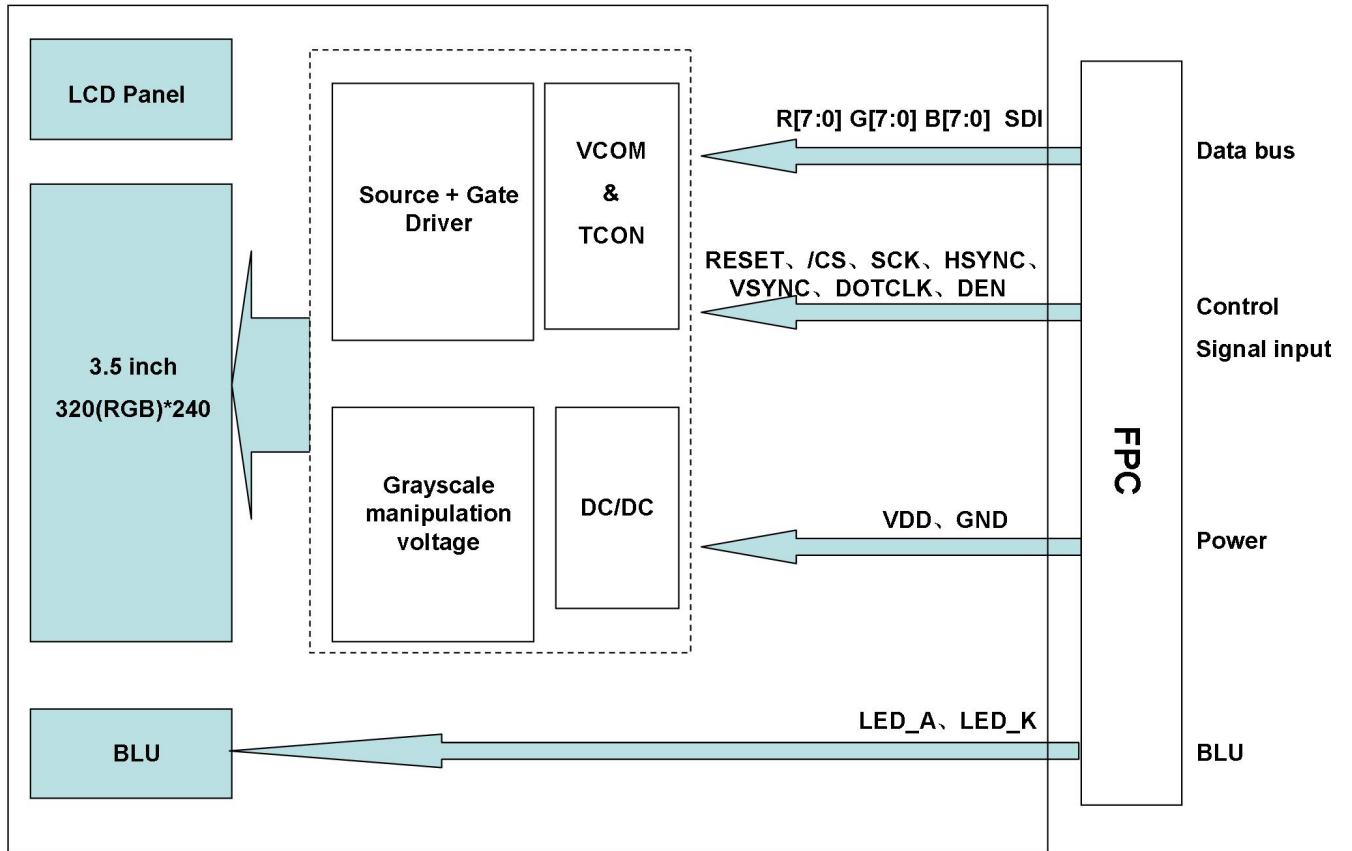 LCD Panel
3.5 inch
320(RGB)*240
BLU
Source + Gate
Driver
VCOM
&
TCON
Grayscale
manipulation
voltage
DC/DC
R[7:0] G[7:0] B[7:0]  SDI
RESET、/CS、SCK、HSYNC、
VSYNC、DOTCLK、DEN
VDD、GND
LED_A、LED_K
FPC
Data bus
Control
Signal input
Power
BLU